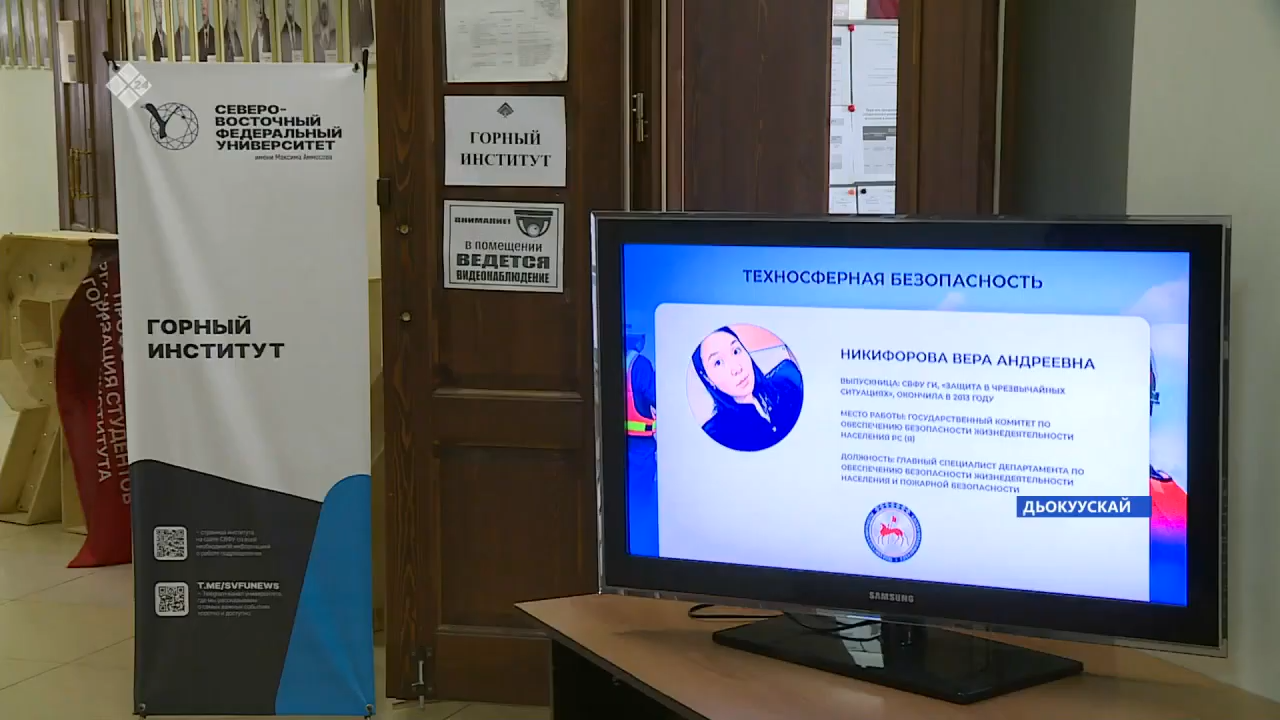 24
СЕВЕРО-
ВОСТОЧНЫЙ
ФЕДЕРАЛЬНЫЙ
УНИВЕРСИТЕТ
имени Максима Аммосова
ГОРНЫЙ
ИНСТИТУТ
T.ME/SVFUNEWS
ГОРНЫЙ
ИНСТИТУТ
ВНИМАНИЕ!
В ПОМЕЩЕНИИ
ВЕДЕТСЯ
ВИДЕОНАБЛЮДЕНИЕ
ТЕХНОСФЕРНАЯ БЕЗОПАСНОСТЬ
НИКИФОРОВА ВЕРА АНДРЕЕВНА
ВЫПУСКНИЦА: СВФУ ГИ, «ЗАЩИТА В ЧРЕЗВЫЧАЙНЫХ
СИТУАЦИЯХ», ОКОНЧИЛА В 2013 ГОДУ
МЕСТО РАБОТЫ: ГОСУДАРСТВЕННЫЙ КОМИТЕТ ПО
ОБЕСПЕЧЕНИЮ БЕЗОПАСНОСТИ ЖИЗНЕДЕЯТЕЛЬНОСТИ
НАСЕЛЕНИЯ РС (Я)
ДОЛЖНОСТЬ: ГЛАВНЫЙ СПЕЦИАЛИСТ ДЕПАРТАМЕНТА ПО
ОБЕСПЕЧЕНИЮ БЕЗОПАСНОСТИ ЖИЗНЕДЕЯТЕЛЬНОСТИ
НАСЕЛЕНИЯ И ПОЖАРНОЙ БЕЗОПАСНОСТИ
ДЬОКУУСКАЙ
SAMSUNG